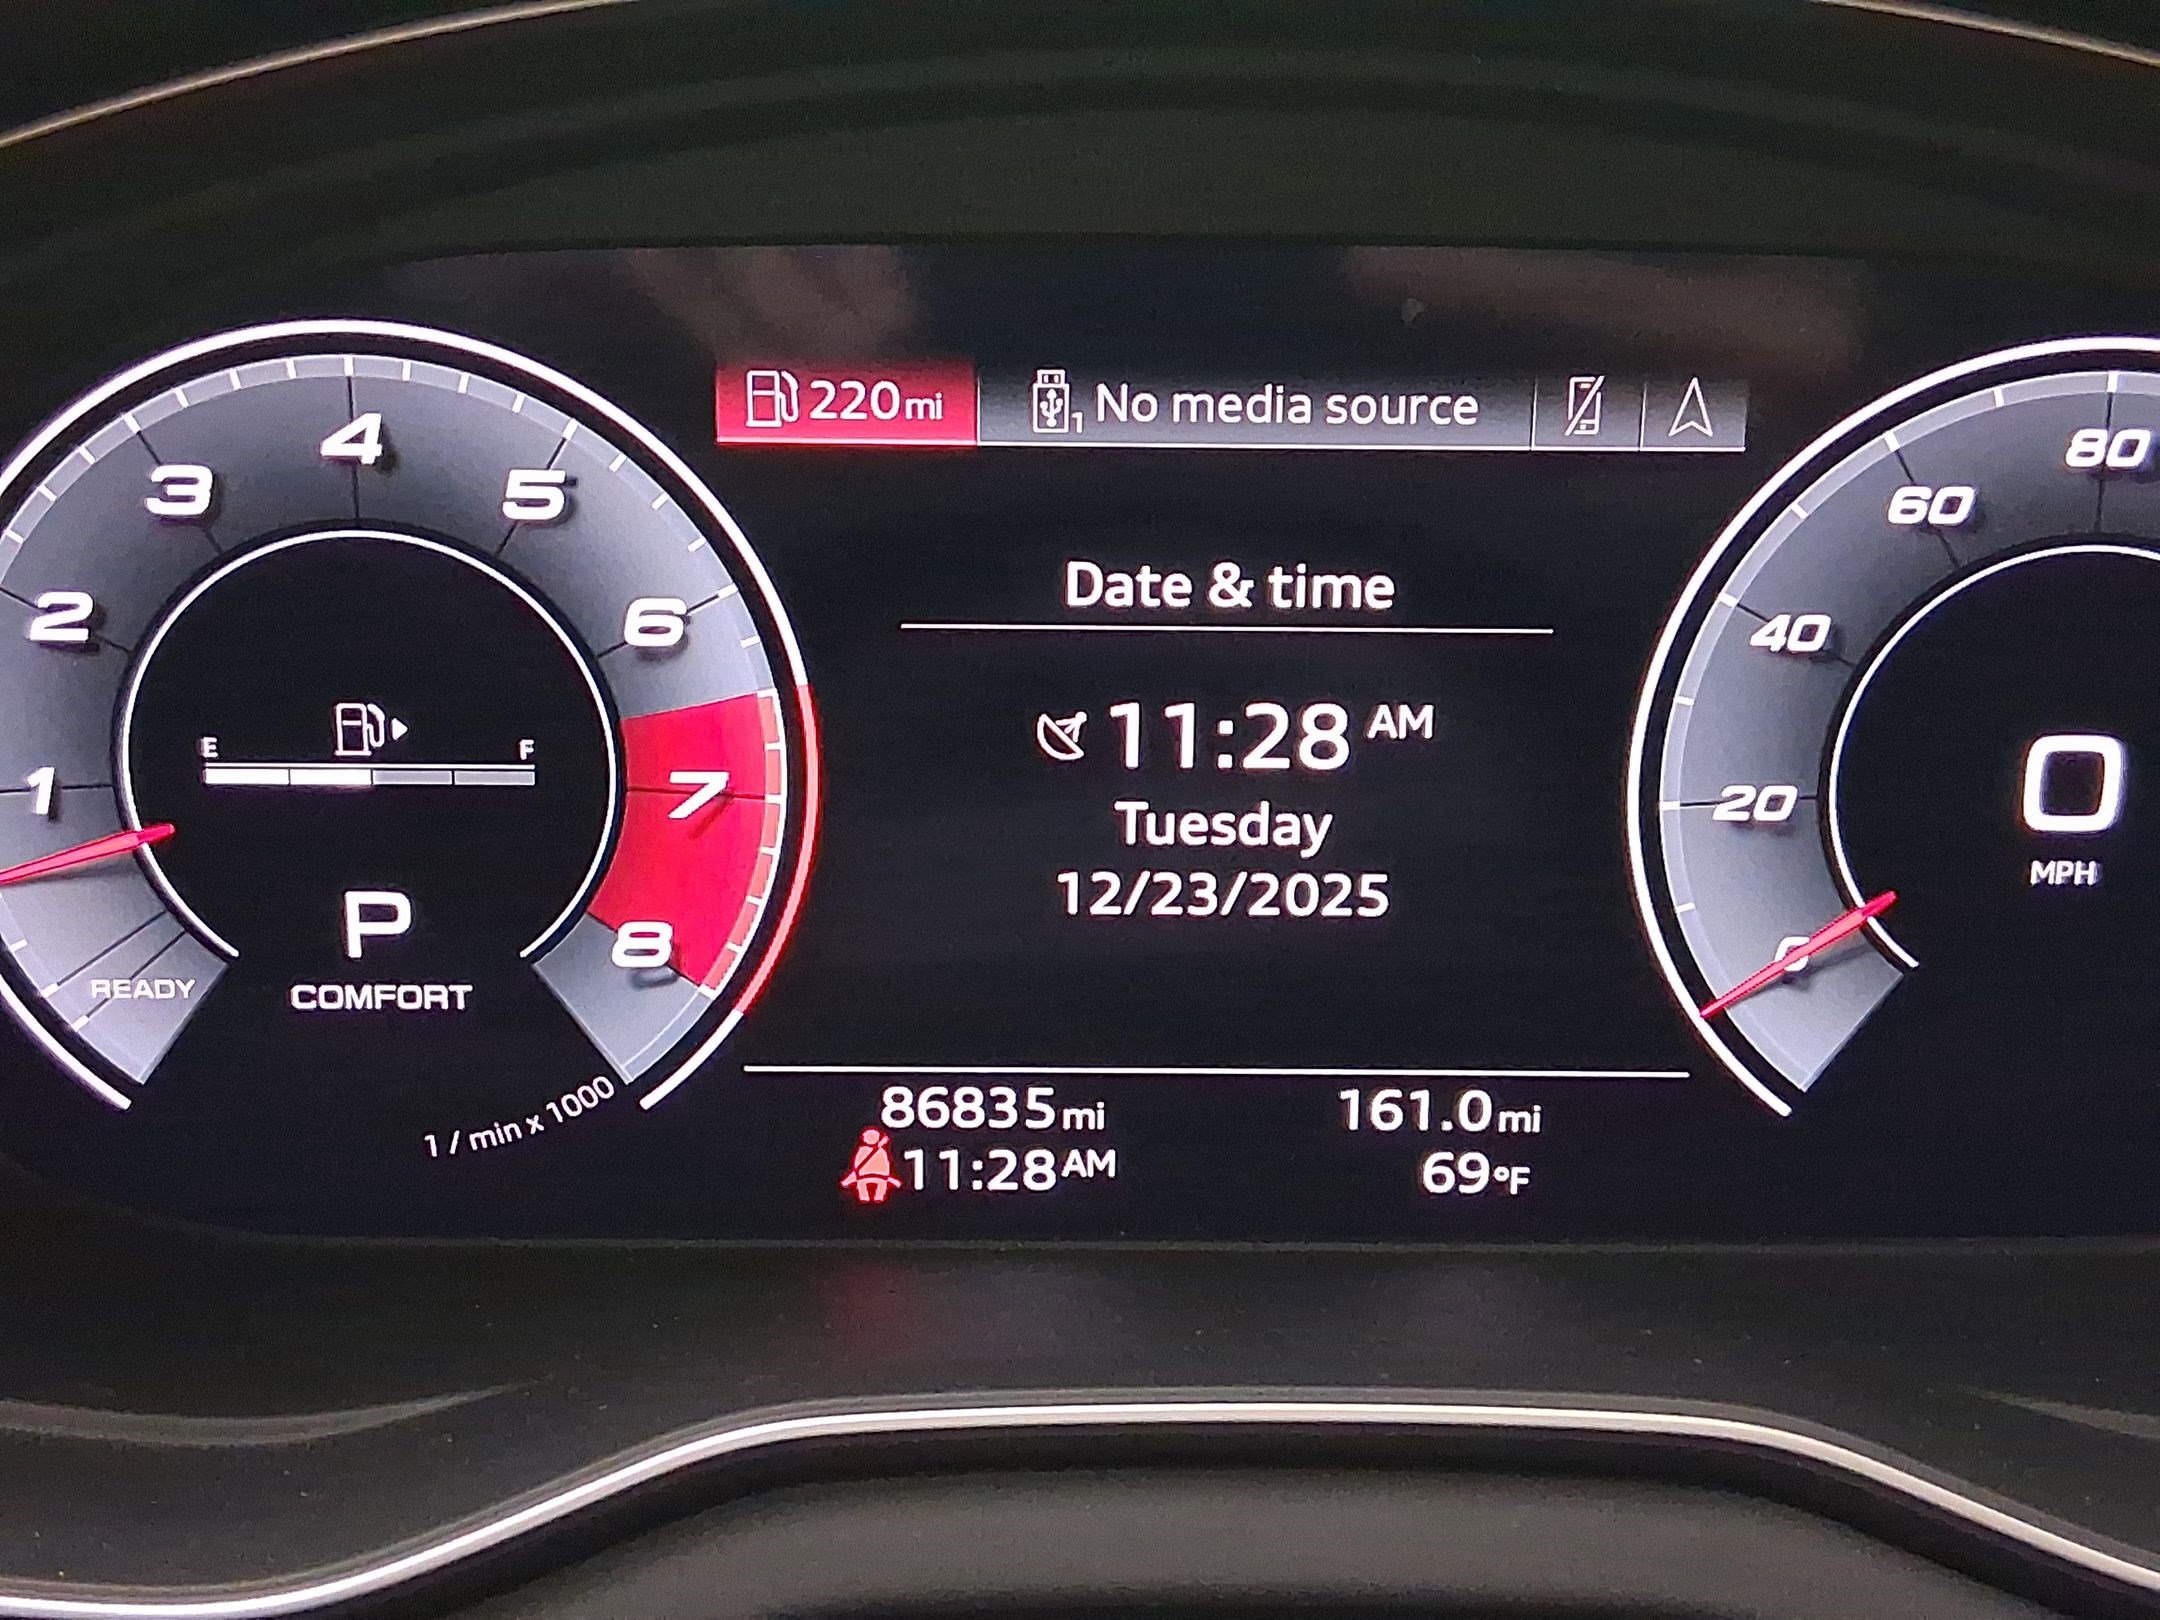 220mi
1 No media source
4
3
5
2
6
1
7
8
E F
P
COMFORT
READY
1 / min x 1000
Date & time
11:28 AM
Tuesday
12/23/2025
86835mi
161.0mi
11:28AM
69°F
80
60
40
20
0
0
MPH